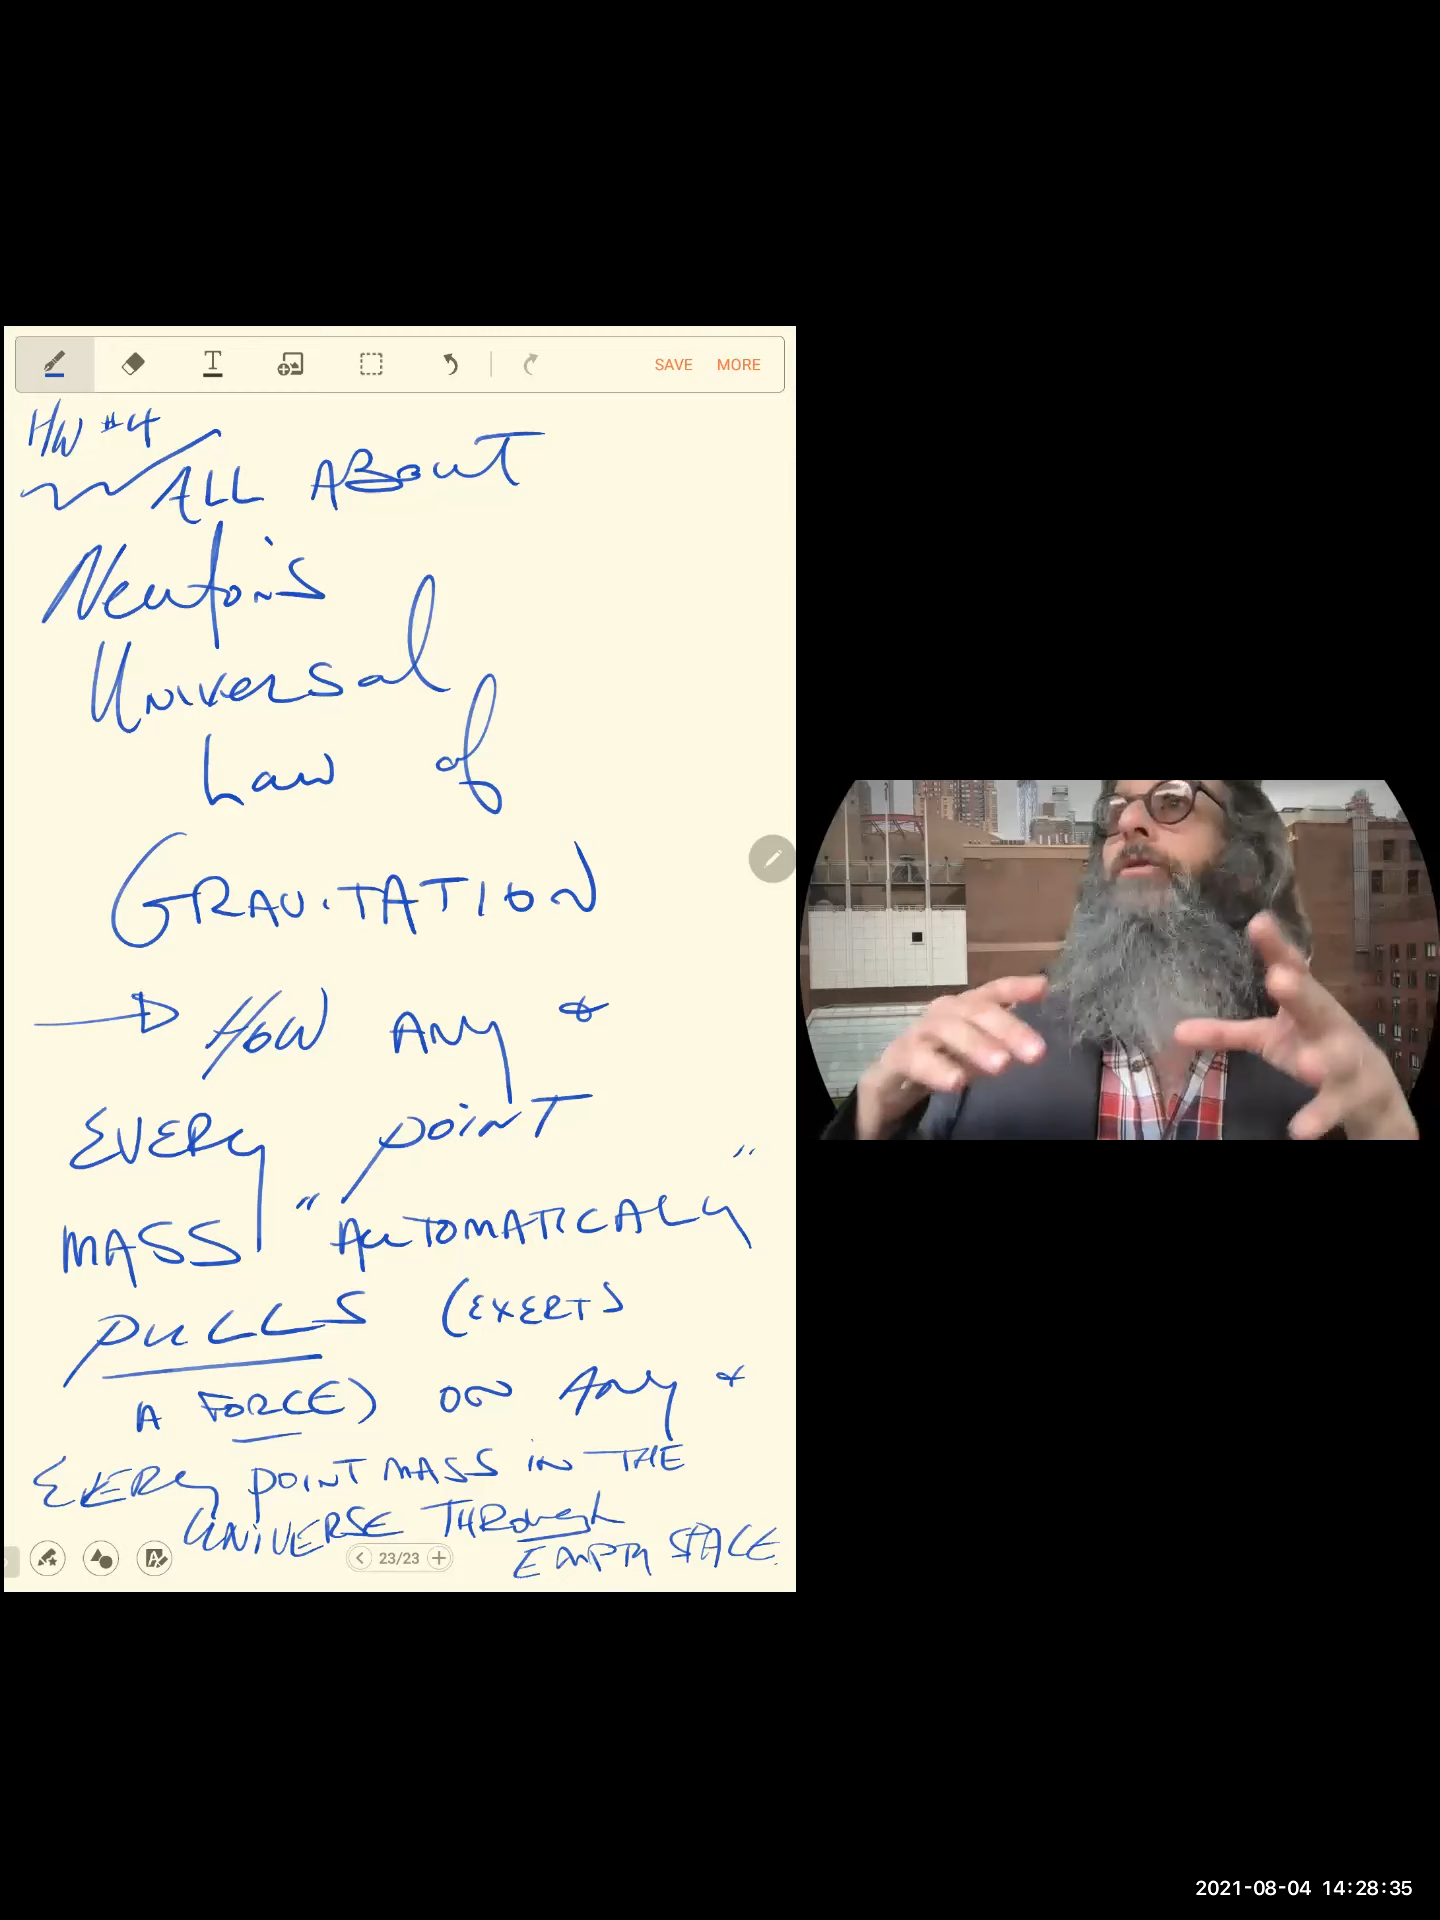 SAVE MORE
HW #4
ALL ABOUT
Newton's
Universal
Law of
GRAVITATION
HOW ANY &
EVERY POINT
MASS "AUTOMATICALLY"
PULLS (EXERTS
A FORCE) ON ANY &
EVERY POINT MASS IN THE
UNIVERSE THROUGH
EMPTY SPACE
23/23
2021-08-04 14:28:35